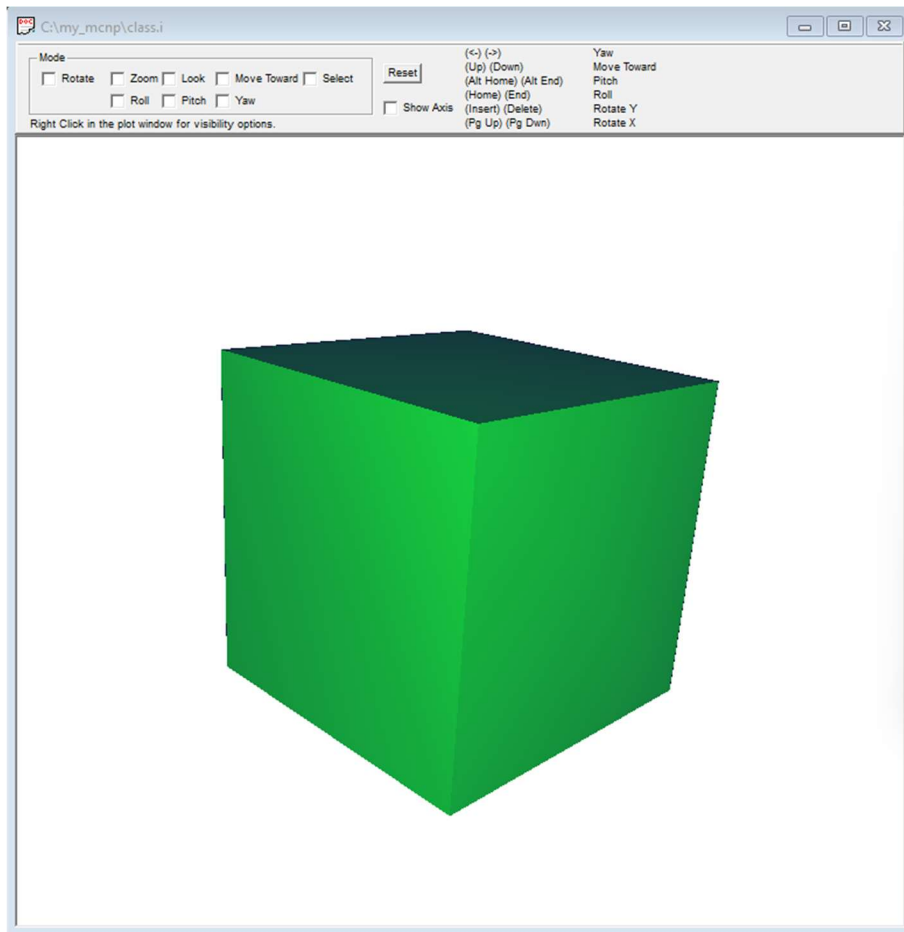 DOC C:\my_mcnp\class.i
Mode
Rotate Zoom Look Move Toward Select
Roll Pitch Yaw
Right Click in the plot window for visibility options.
Reset
Show Axis
(<-) (->) Yaw
(Up) (Down) Move Toward
(Alt Home) (Alt End) Pitch
(Home) (End) Roll
(Insert) (Delete) Rotate Y
(Pg Up) (Pg Dwn) Rotate X